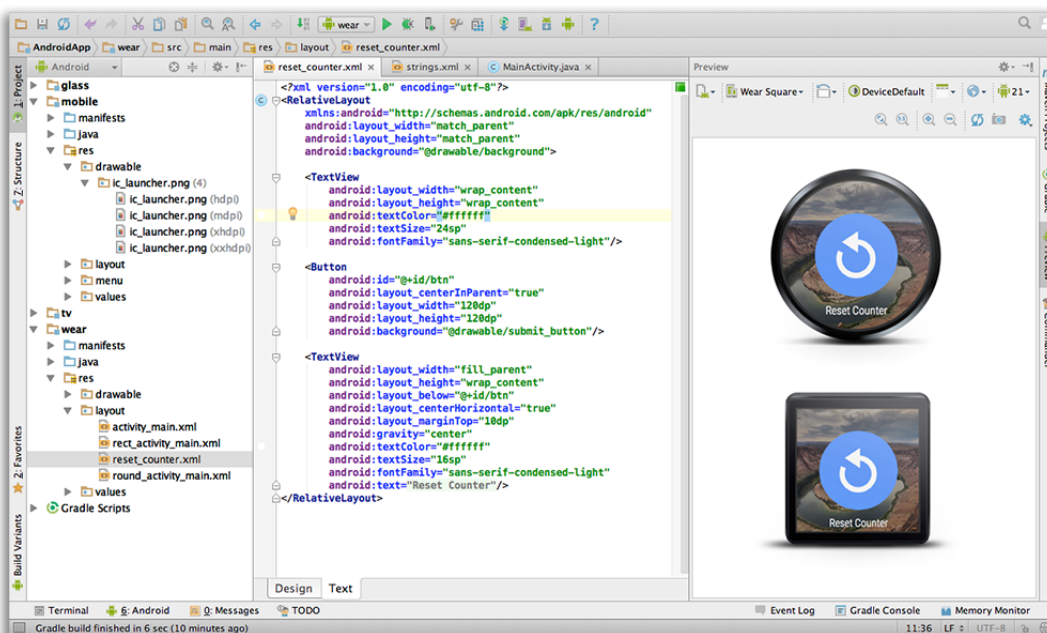 wear
?
AndroidApp wear src main res layout reset_counter.xml
1: Project
Z: Structure
2: Favorites
Build Variants
Android
glass
mobile
manifests
java
res
drawable
ic_launcher.png (4)
ic_launcher.png (hdpi)
ic_launcher.png (mdpi)
ic_launcher.png (xhdpi)
ic_launcher.png (xxhdpi)
layout
menu
values
tv
wear
manifests
java
res
drawable
layout
activity_main.xml
rect_activity_main.xml
reset_counter.xml
round_activity_main.xml
values
Gradle Scripts
reset_counter.xml strings.xml MainActivity.java
<?xml version="1.0" encoding="utf-8"?>
<RelativeLayout
xmlns:android="http://schemas.android.com/apk/res/android"
android:layout_width="match_parent"
android:layout_height="match_parent"
android:background="@drawable/background">
<TextView
android:layout_width="wrap_content"
android:layout_height="wrap_content"
android:textColor="#ffffff"
android:textSize="24sp"
android:fontFamily="sans-serif-condensed-light"/>
<Button
android:id="@+id/btn"
android:layout_centerInParent="true"
android:layout_width="120dp"
android:layout_height="120dp"
android:background="@drawable/submit_button"/>
<TextView
android:layout_width="fill_parent"
android:layout_height="wrap_content"
android:layout_below="@+id/btn"
android:layout_centerHorizontal="true"
android:layout_marginTop="10dp"
android:gravity="center"
android:textColor="#ffffff"
android:textSize="16sp"
android:fontFamily="sans-serif-condensed-light"
android:text="Reset Counter"/>
</RelativeLayout>
Design Text
Preview
Wear Square DeviceDefault 21
Reset Counter
Reset Counter
Terminal 6: Android 0: Messages TODO Event Log Gradle Console Memory Monitor
Gradle build finished in 6 sec (10 minutes ago) 11:36 LF UTF-8